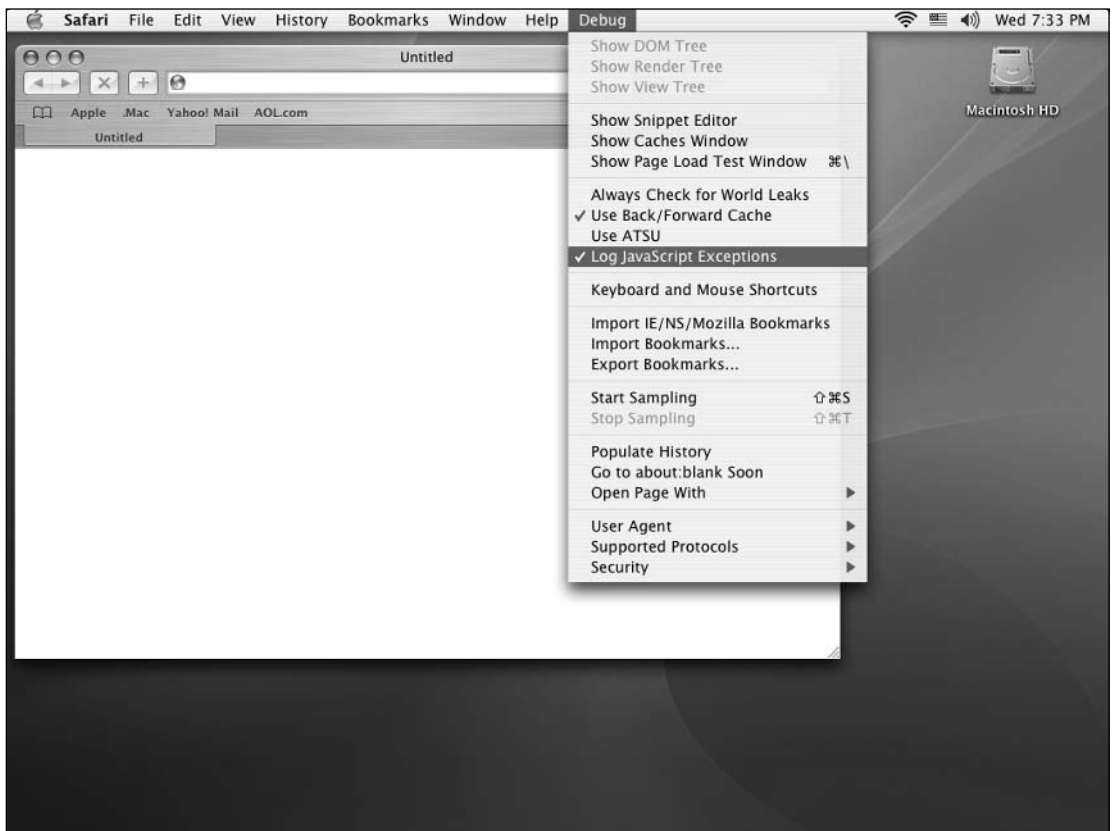 Safari File Edit View History Bookmarks Window Help Debug Wed 7:33 PM
Untitled
Apple .Mac Yahoo! Mail AOL.com
Untitled
Show DOM Tree
Show Render Tree
Show View Tree
Show Snippet Editor
Show Caches Window
Show Page Load Test Window ⌘\
Always Check for World Leaks
✓ Use Back/Forward Cache
Use ATSU
✓ Log JavaScript Exceptions
Keyboard and Mouse Shortcuts
Import IE/NS/Mozilla Bookmarks
Import Bookmarks...
Export Bookmarks...
Start Sampling ⇧⌘S
Stop Sampling ⇧⌘T
Populate History
Go to about:blank Soon
Open Page With
User Agent
Supported Protocols
Security
Macintosh HD